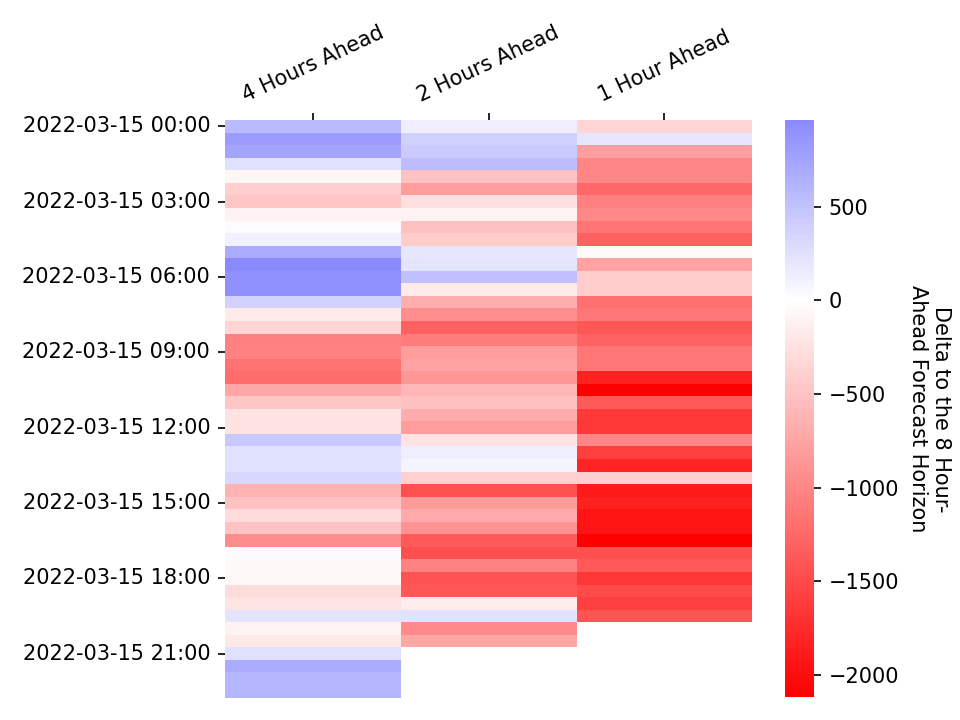 4 Hours Ahead
2 Hours Ahead
1 Hour Ahead
2022-03-15 00:00
2022-03-15 03:00
2022-03-15 06:00
2022-03-15 09:00
2022-03-15 12:00
2022-03-15 15:00
2022-03-15 18:00
2022-03-15 21:00
500
0
−500
−1000
−1500
−2000
Delta to the 8 Hour-
Ahead Forecast Horizon